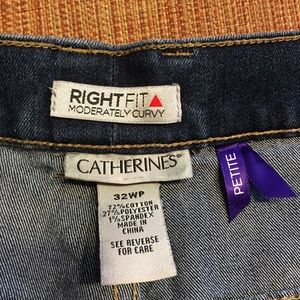 RIGHTFIT
MODERATELY CURVY
CATHERINES®
32WP
72%COTTON
27%POLYESTER
1%SPANDEX
MADE IN
CHINA
SEE REVERSE
FOR CARE
PETITE